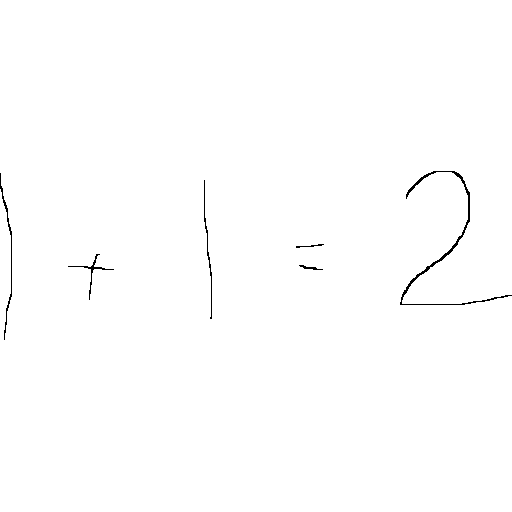 1 + 1 = 2